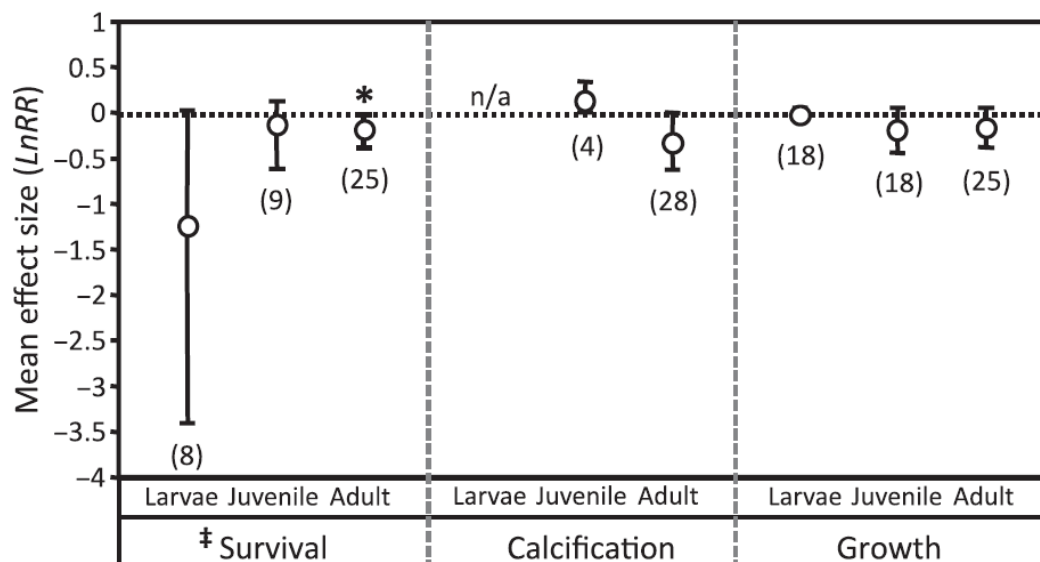 Mean effect size (LnRR)
1
0.5
0
−0.5
−1
−1.5
−2
−2.5
−3
−3.5
−4
(8)
(9)
*
(25)
n/a
(4)
(28)
(18)
(18)
(25)
Larvae Juvenile Adult
Larvae Juvenile Adult
Larvae Juvenile Adult
‡ Survival
Calcification
Growth